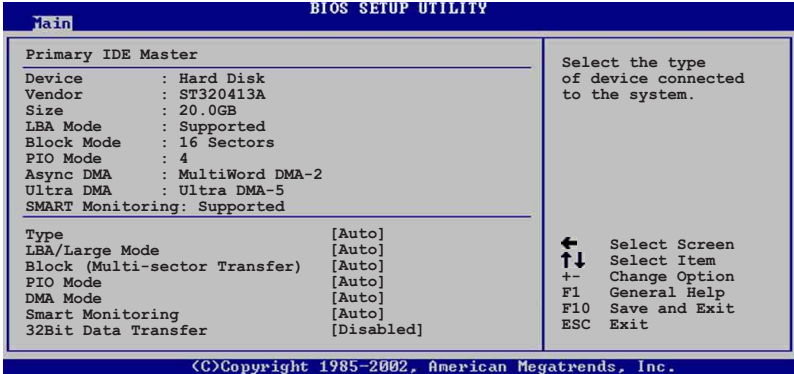 BIOS SETUP UTILITY
Main
Primary IDE Master
Device : Hard Disk
Vendor : ST320413A
Size : 20.0GB
LBA Mode : Supported
Block Mode : 16 Sectors
PIO Mode : 4
Async DMA : MultiWord DMA-2
Ultra DMA : Ultra DMA-5
SMART Monitoring: Supported
Type [Auto]
LBA/Large Mode [Auto]
Block (Multi-sector Transfer) [Auto]
PIO Mode [Auto]
DMA Mode [Auto]
Smart Monitoring [Auto]
32Bit Data Transfer [Disabled]
Select the type
of device connected
to the system.
← Select Screen
↑↓ Select Item
+- Change Option
F1 General Help
F10 Save and Exit
ESC Exit
(C)Copyright 1985-2002, American Megatrends, Inc.